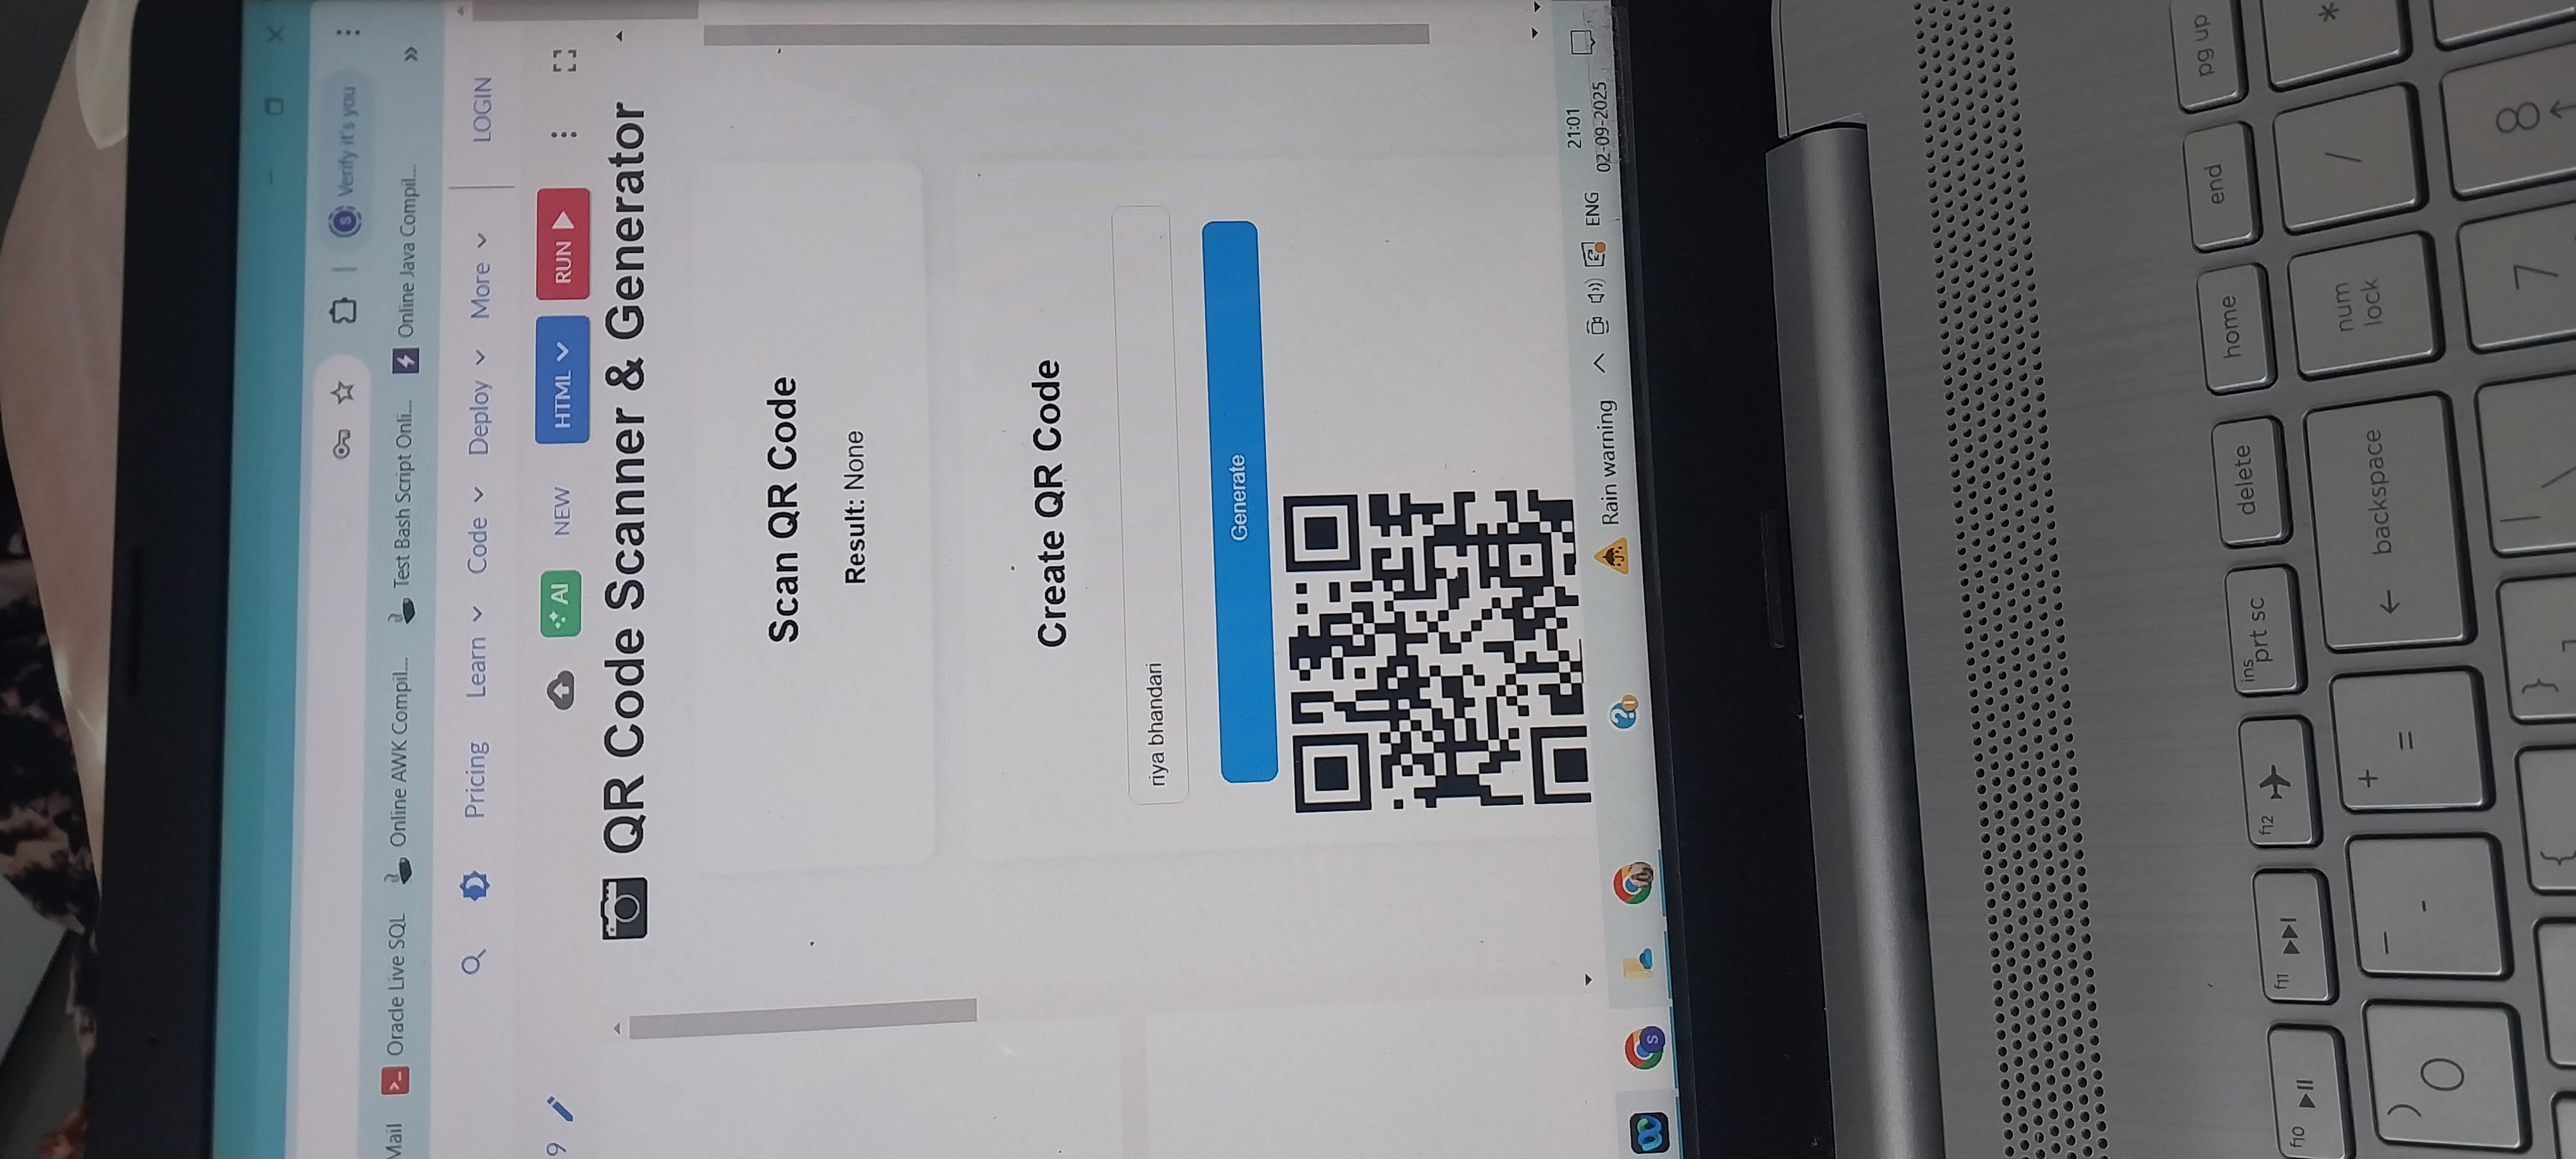 Verify it's you
Mail Oracle Live SQL Online AWK Compil... Test Bash Script Onli... Online Java Compil... »
Pricing Learn Code Deploy More LOGIN
9 AI NEW HTML RUN
QR Code Scanner & Generator
Scan QR Code
Result: None
Create QR Code
riya bhandari
Generate
S
Rain warning ENG 21:01
02-09-2025
f10 f11 f12 ins prt sc delete home end pg up
) 0 - - + = ← backspace num lock / *
{ } ] | \ 7 8